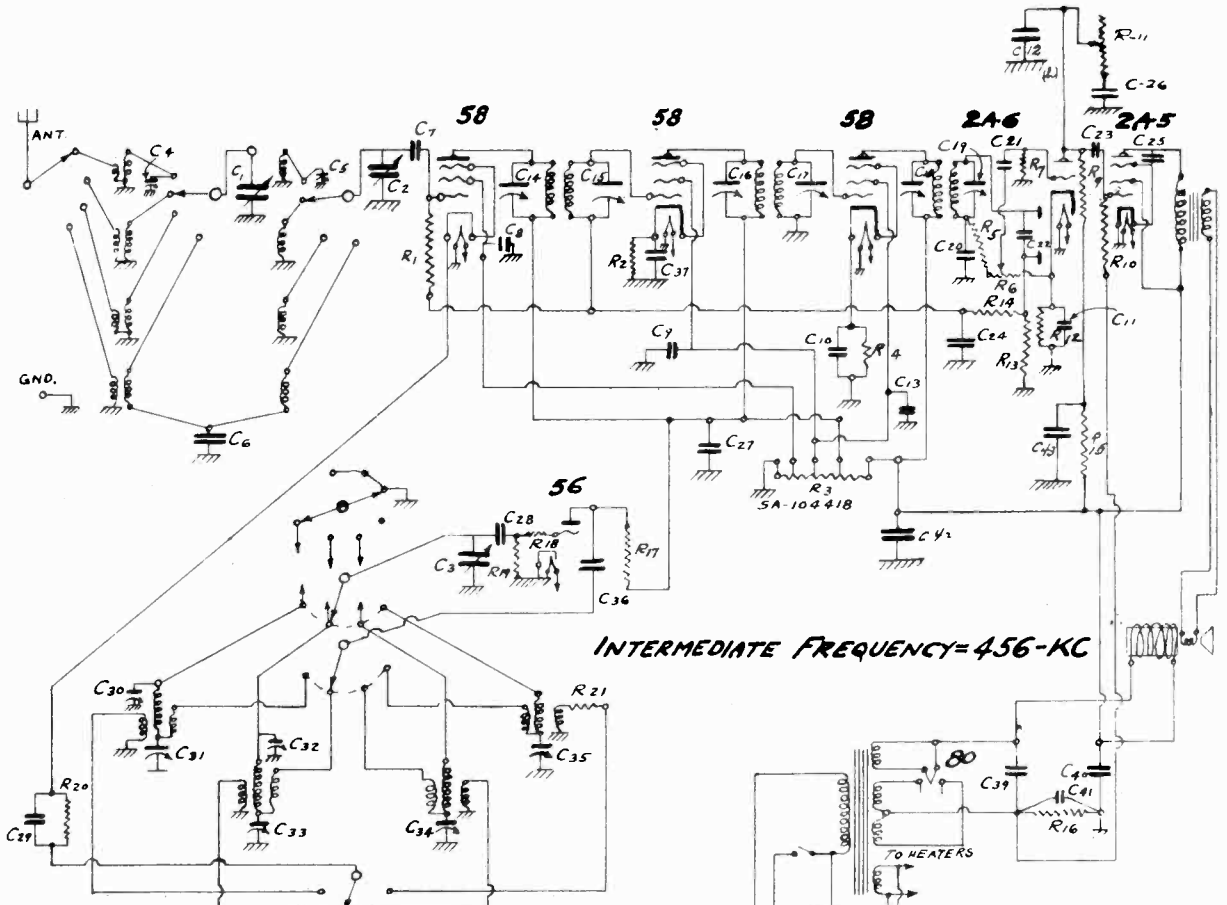 R-11
C12
C-26
58
58
58
2A6
2A5
ANT.
C4
C1
C5
C7
C2
C14
C15
C16
C17
C18
C19
C21
R7
C23
R9
C25
R1
C8
R2
C37
C20
R5
C22
R6
R10
R14
C11
R12
C9
C10
R4
C24
R13
GND.
C13
C6
C27
C43
R15
R3
SA-104418
56
C28
R18
C3
R19
C36
R17
C42
INTERMEDIATE FREQUENCY=456-KC
C30
R21
C31
C32
C35
80
C39
C40
C41
R20
C29
C33
C34
R16
TO HEATERS